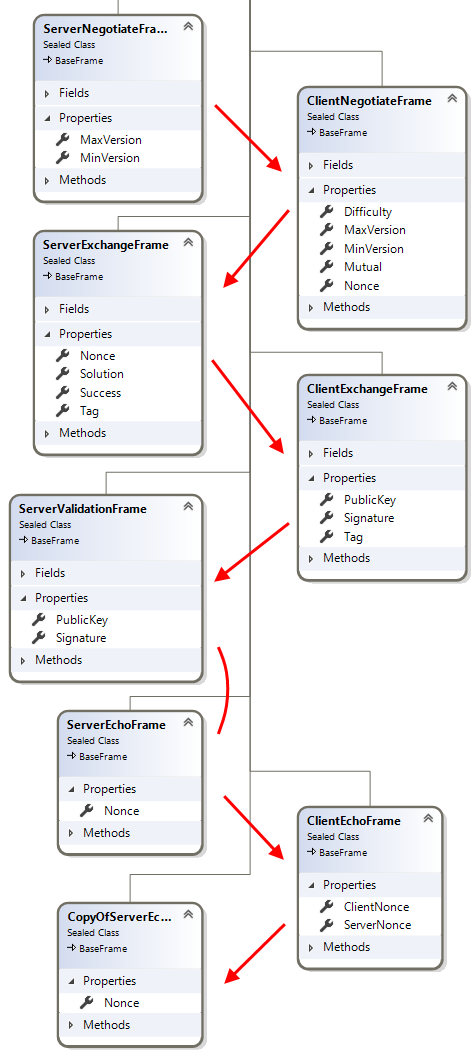 ServerNegotiateFra...
Sealed Class
BaseFrame
Fields
Properties
MaxVersion
MinVersion
Methods
ClientNegotiateFrame
Sealed Class
BaseFrame
Fields
Properties
Difficulty
MaxVersion
MinVersion
Mutual
Nonce
Methods
ServerExchangeFrame
Sealed Class
BaseFrame
Fields
Properties
Nonce
Solution
Success
Tag
Methods
ClientExchangeFrame
Sealed Class
BaseFrame
Fields
Properties
PublicKey
Signature
Tag
Methods
ServerValidationFrame
Sealed Class
BaseFrame
Fields
Properties
PublicKey
Signature
Methods
ServerEchoFrame
Sealed Class
BaseFrame
Properties
Nonce
Methods
ClientEchoFrame
Sealed Class
BaseFrame
Properties
ClientNonce
ServerNonce
Methods
CopyOfServerEc...
Sealed Class
BaseFrame
Properties
Nonce
Methods